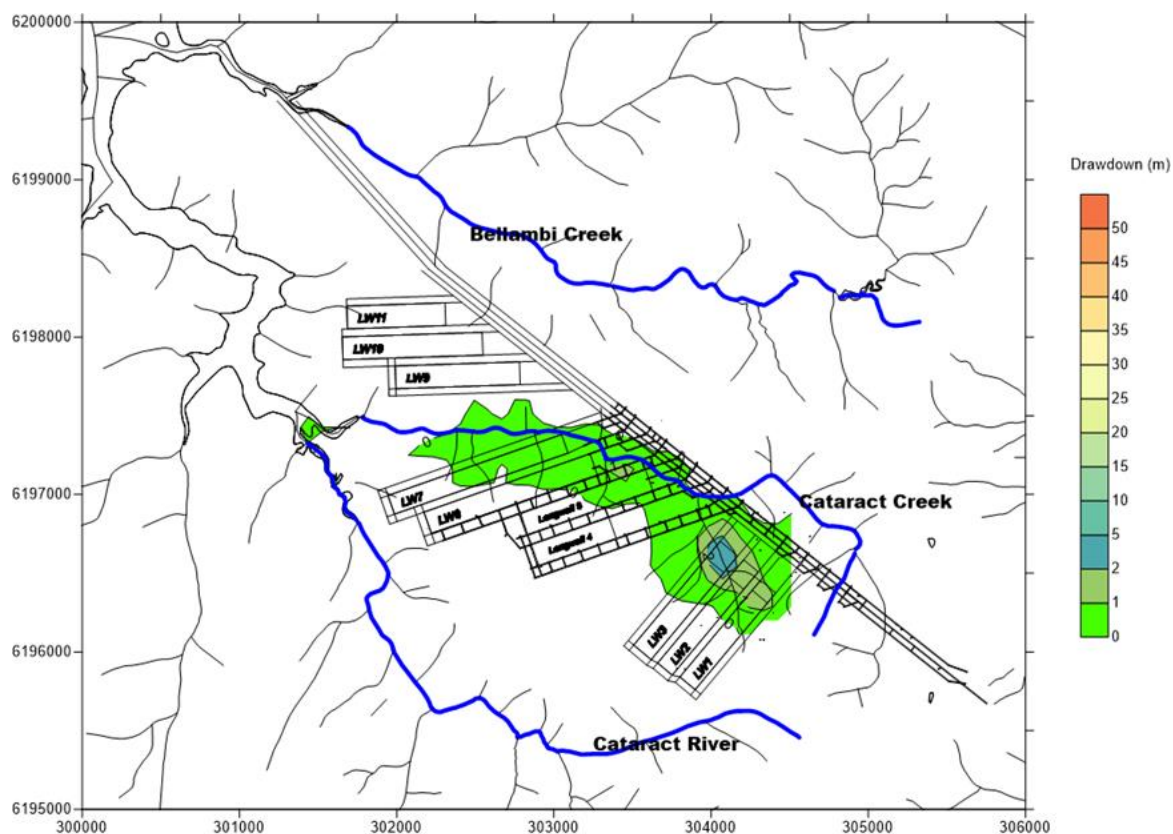 6200000
6199000
6198000
6197000
6196000
6195000
300000
301000
302000
303000
304000
305000
306000
Bellambi Creek
LW11
LW10
LW9
Cataract Creek
LW7
LW6
Longwall 5
Longwall 4
LW3
LW2
LW1
Cataract River
Drawdown (m)
50
45
40
35
30
25
20
15
10
5
2
1
0